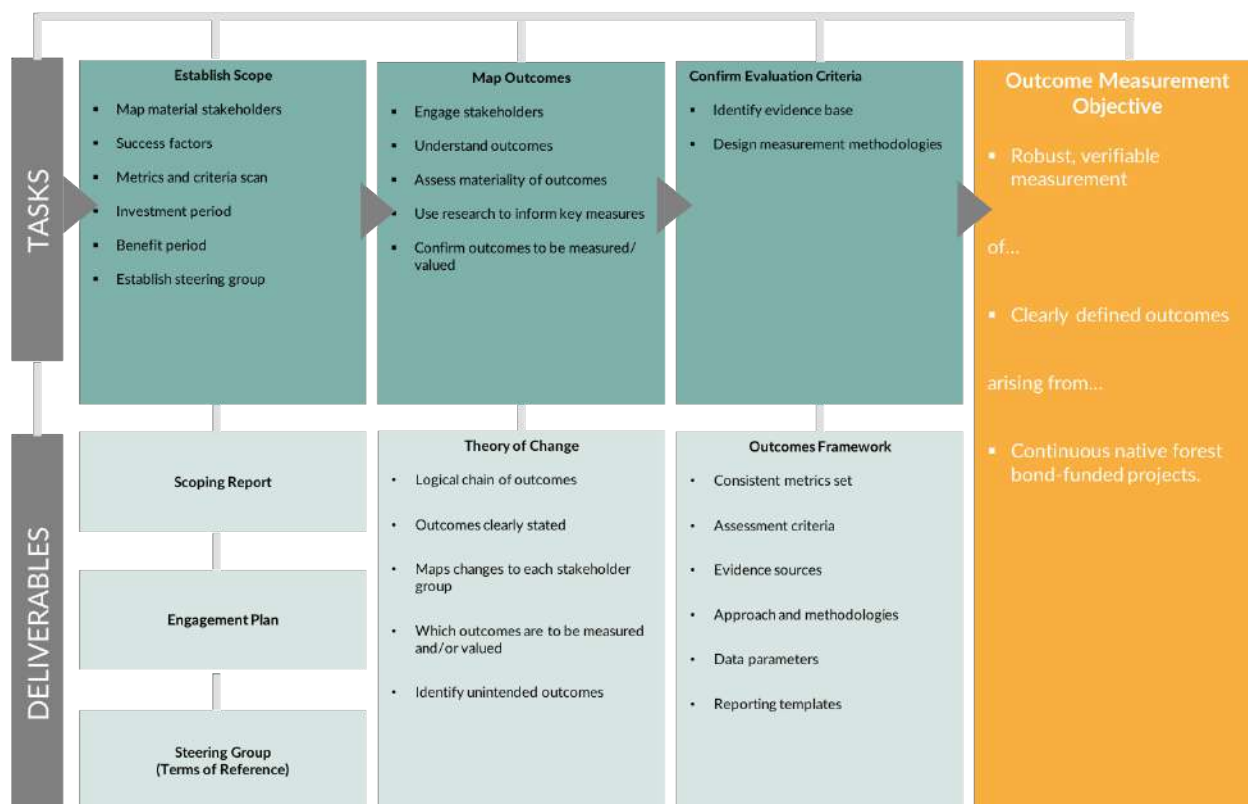 TASKS
Establish Scope
▪ Map material stakeholders
▪ Success factors
▪ Metrics and criteria scan
▪ Investment period
▪ Benefit period
▪ Establish steering group
Map Outcomes
▪ Engage stakeholders
▪ Understand outcomes
▪ Assess materiality of outcomes
▪ Use research to inform key measures
▪ Confirm outcomes to be measured/
valued
Confirm Evaluation Criteria
▪ Identify evidence base
▪ Design measurement methodologies
Outcome Measurement
Objective
▪ Robust, verifiable
measurement
of...
▪ Clearly defined outcomes
arising from...
▪ Continuous native forest
bond-funded projects.
DELIVERABLES
Scoping Report
Engagement Plan
Steering Group
(Terms of Reference)
Theory of Change
• Logical chain of outcomes
• Outcomes clearly stated
• Maps changes to each stakeholder
group
• Which outcomes are to be measured
and/or valued
• Identify unintended outcomes
Outcomes Framework
• Consistent metrics set
• Assessment criteria
• Evidence sources
• Approach and methodologies
• Data parameters
• Reporting templates